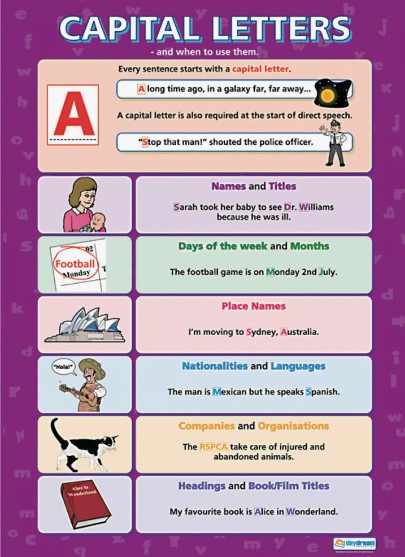 CAPITAL LETTERS
- and when to use them.
Every sentence starts with a capital letter.
A
A long time ago, in a galaxy far, far away...
A capital letter is also required at the start of direct speech.
"Stop that man!" shouted the police officer.
Names and Titles
Sarah took her baby to see Dr. Williams
because he was ill.
02
Football
Monday
T
Days of the week and Months
The football game is on Monday 2nd July.
Place Names
I'm moving to Sydney, Australia.
"Hola!"
Nationalities and Languages
The man is Mexican but he speaks Spanish.
Companies and Organisations
The RSPCA take care of injured and
abandoned animals.
Alice in
Wonderland
Headings and Book/Film Titles
My favourite book is Alice in Wonderland.
daydream